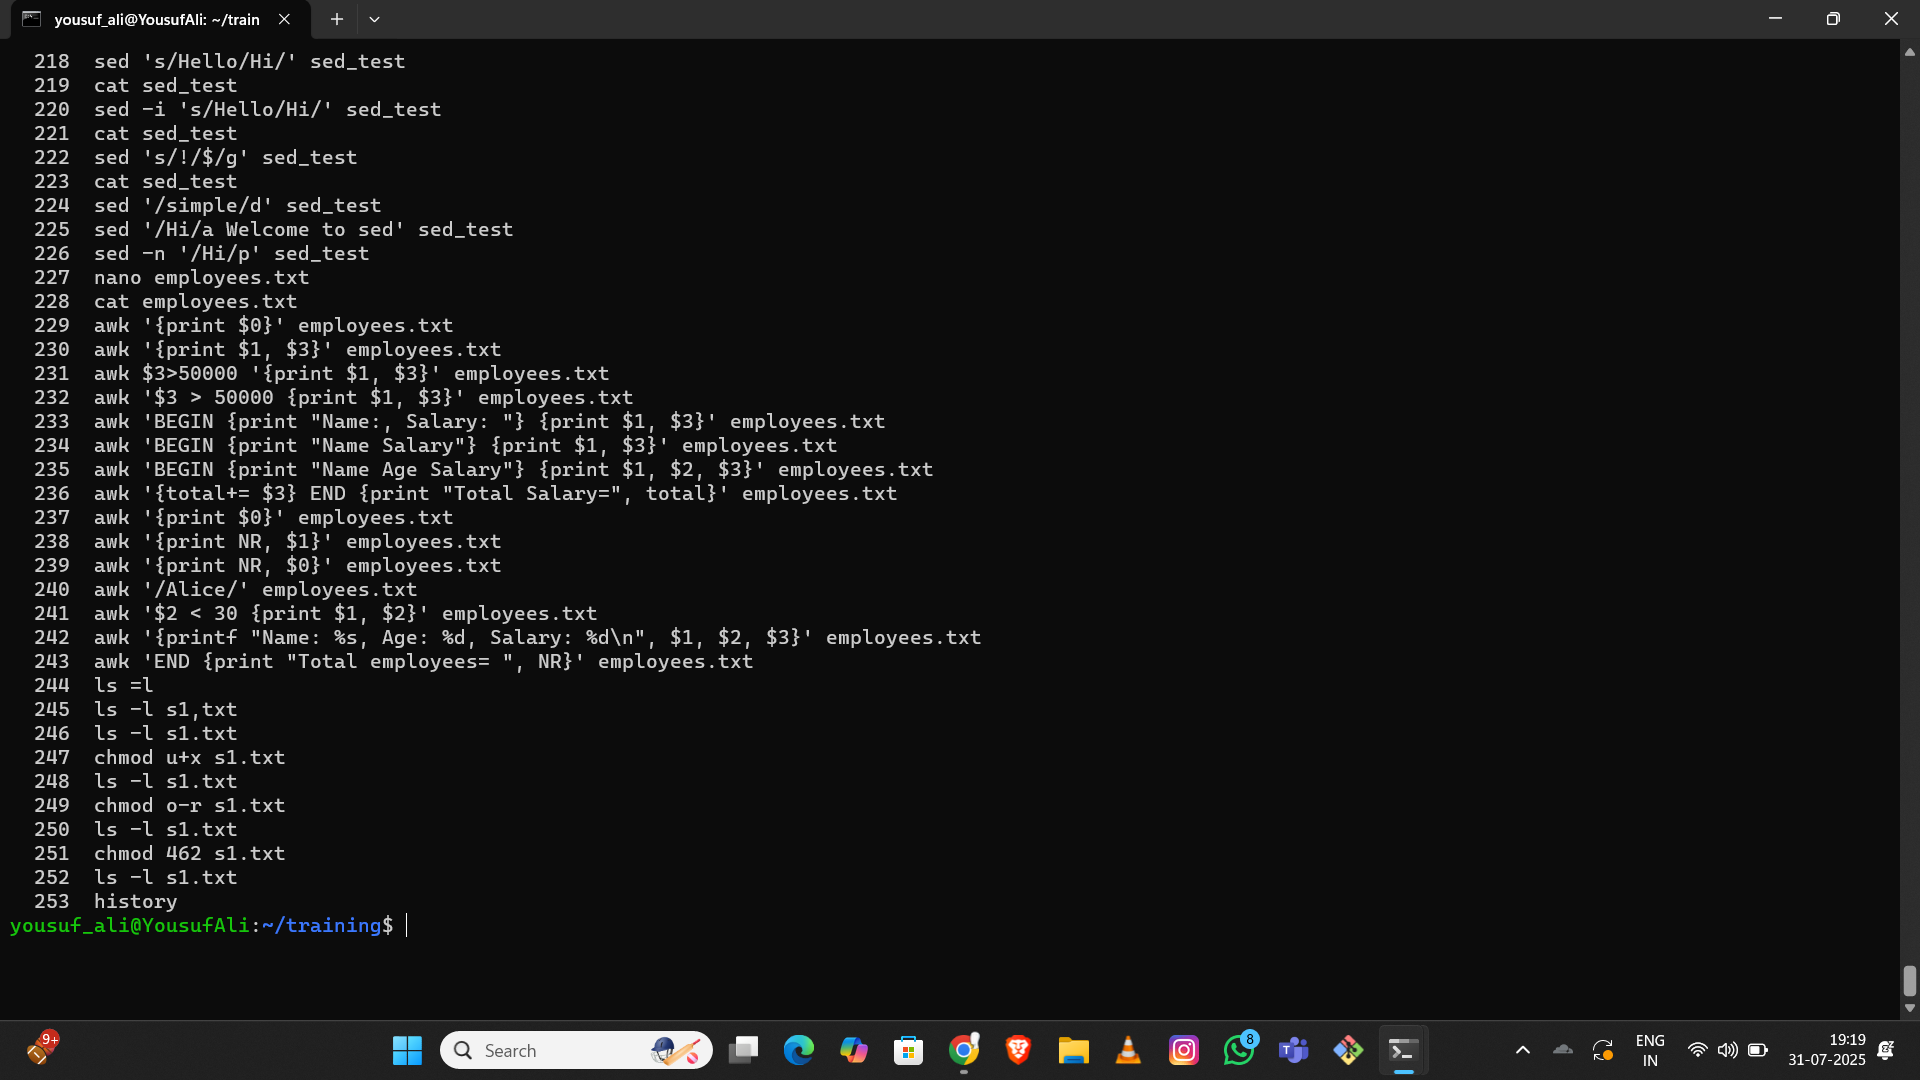 yousuf_ali@YousufAli: ~/train
218 sed 's/Hello/Hi/' sed_test
219 cat sed_test
220 sed -i 's/Hello/Hi/' sed_test
221 cat sed_test
222 sed 's/!/$/g' sed_test
223 cat sed_test
224 sed '/simple/d' sed_test
225 sed '/Hi/a Welcome to sed' sed_test
226 sed -n '/Hi/p' sed_test
227 nano employees.txt
228 cat employees.txt
229 awk '{print $0}' employees.txt
230 awk '{print $1, $3}' employees.txt
231 awk $3>50000 '{print $1, $3}' employees.txt
232 awk '$3 > 50000 {print $1, $3}' employees.txt
233 awk 'BEGIN {print "Name:, Salary: "} {print $1, $3}' employees.txt
234 awk 'BEGIN {print "Name Salary"} {print $1, $3}' employees.txt
235 awk 'BEGIN {print "Name Age Salary"} {print $1, $2, $3}' employees.txt
236 awk '{total+= $3} END {print "Total Salary=", total}' employees.txt
237 awk '{print $0}' employees.txt
238 awk '{print NR, $1}' employees.txt
239 awk '{print NR, $0}' employees.txt
240 awk '/Alice/' employees.txt
241 awk '$2 < 30 {print $1, $2}' employees.txt
242 awk '{printf "Name: %s, Age: %d, Salary: %d\n", $1, $2, $3}' employees.txt
243 awk 'END {print "Total employees= ", NR}' employees.txt
244 ls =l
245 ls -l s1,txt
246 ls -l s1.txt
247 chmod u+x s1.txt
248 ls -l s1.txt
249 chmod o-r s1.txt
250 ls -l s1.txt
251 chmod 462 s1.txt
252 ls -l s1.txt
253 history
yousuf_ali@YousufAli:~/training$
9+
Search
8
ENG
IN
19:19
31-07-2025